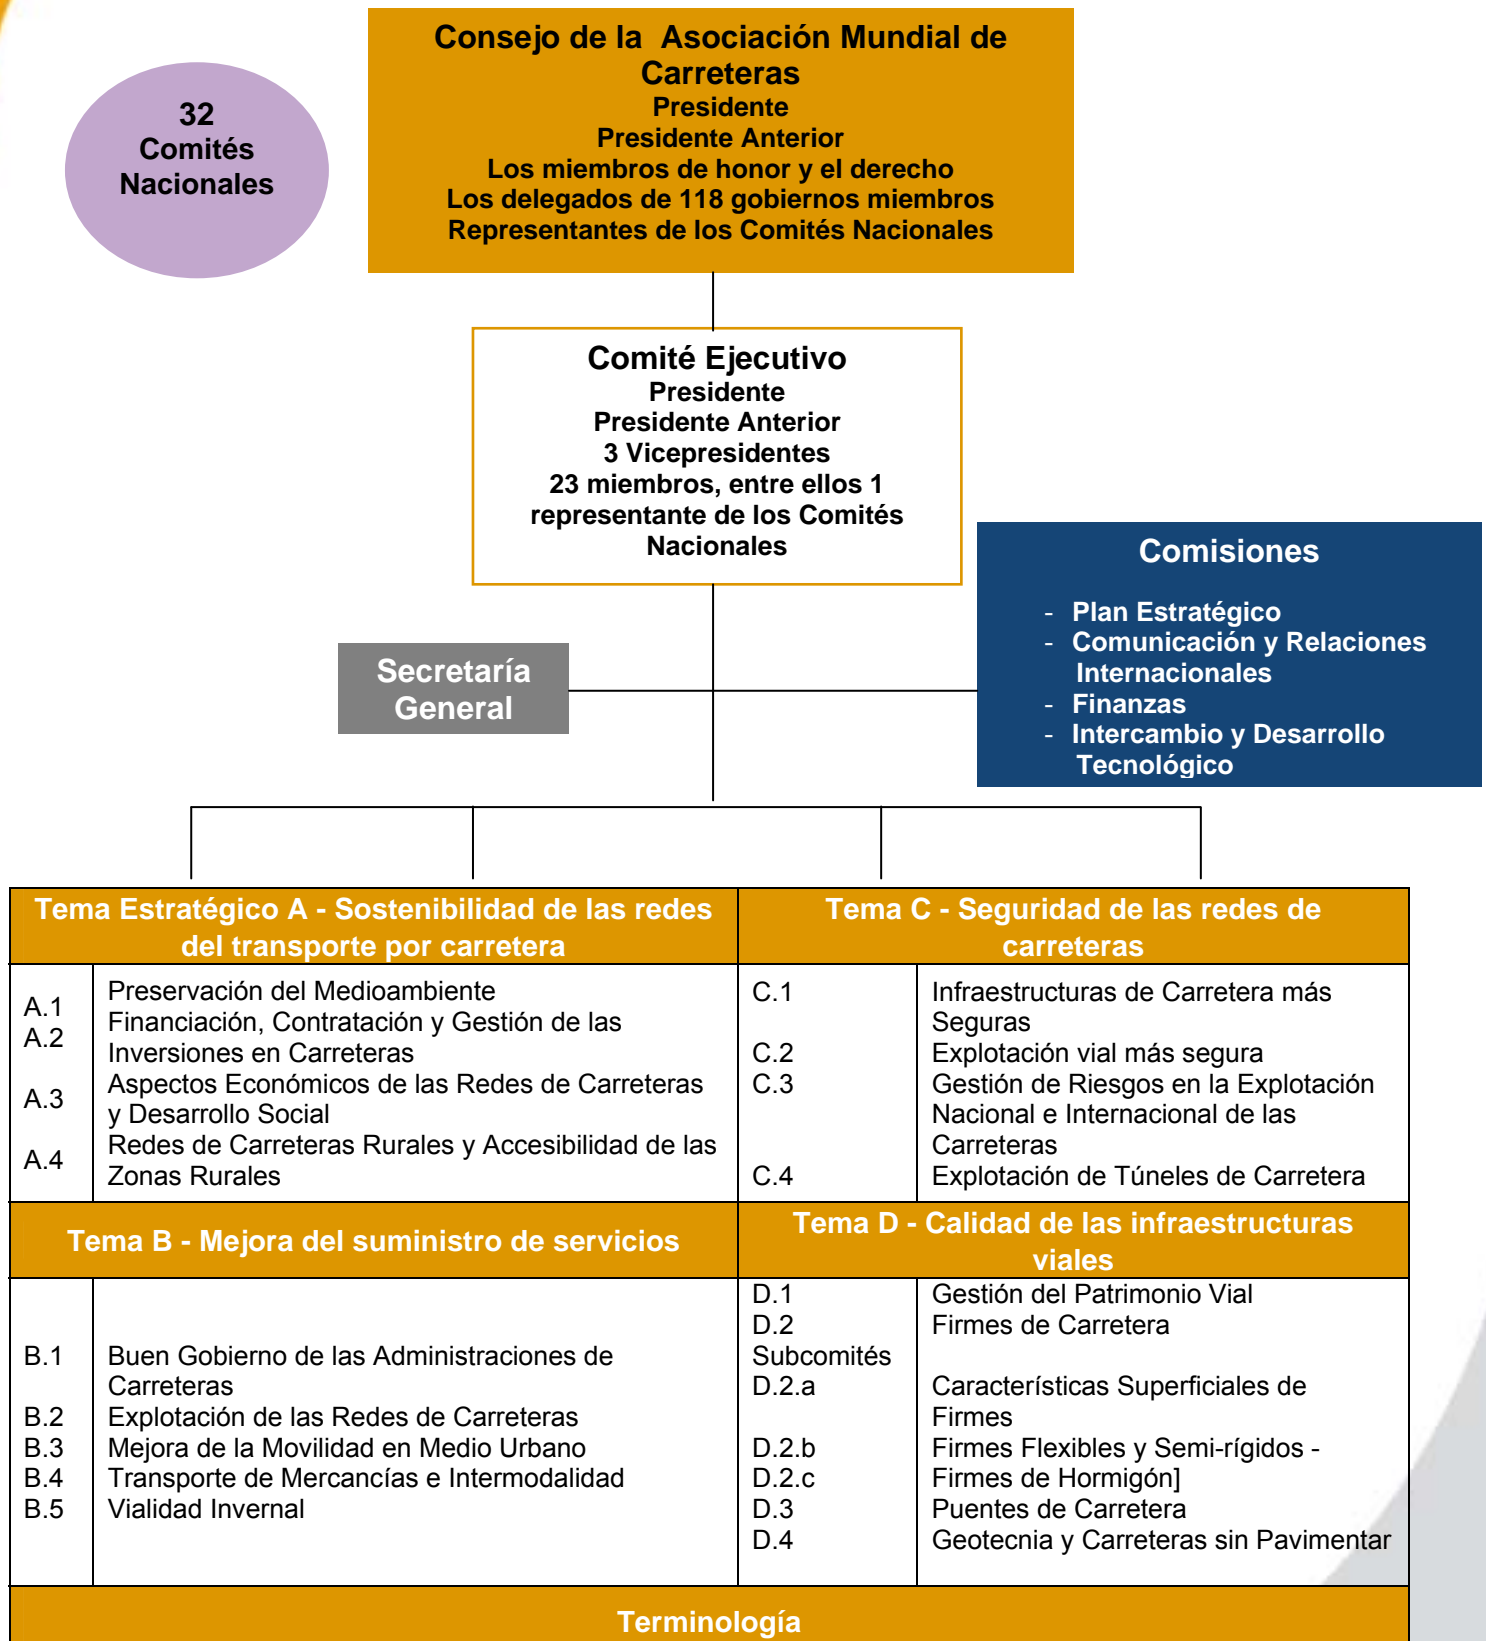 32
Comités
Nacionales
Consejo de la Asociación Mundial de
Carreteras
Presidente
Presidente Anterior
Los miembros de honor y el derecho
Los delegados de 118 gobiernos miembros
Representantes de los Comités Nacionales
Comité Ejecutivo
Presidente
Presidente Anterior
3 Vicepresidentes
23 miembros, entre ellos 1
representante de los Comités
Nacionales
Secretaría
General
Comisiones
- Plan Estratégico
- Comunicación y Relaciones
Internacionales
- Finanzas
- Intercambio y Desarrollo
Tecnológico
Tema Estratégico A - Sostenibilidad de las redes
del transporte por carretera
A.1 Preservación del Medioambiente
A.2 Financiación, Contratación y Gestión de las
Inversiones en Carreteras
A.3 Aspectos Económicos de las Redes de Carreteras
y Desarrollo Social
A.4 Redes de Carreteras Rurales y Accesibilidad de las
Zonas Rurales
Tema C - Seguridad de las redes de
carreteras
C.1 Infraestructuras de Carretera más
Seguras
C.2 Explotación vial más segura
C.3 Gestión de Riesgos en la Explotación
Nacional e Internacional de las
Carreteras
C.4 Explotación de Túneles de Carretera
Tema B - Mejora del suministro de servicios
B.1 Buen Gobierno de las Administraciones de
Carreteras
B.2 Explotación de las Redes de Carreteras
B.3 Mejora de la Movilidad en Medio Urbano
B.4 Transporte de Mercancías e Intermodalidad
B.5 Vialidad Invernal
Tema D - Calidad de las infraestructuras
viales
D.1 Gestión del Patrimonio Vial
D.2 Firmes de Carretera
Subcomités
D.2.a Características Superficiales de
Firmes
D.2.b Firmes Flexibles y Semi-rígidos -
D.2.c Firmes de Hormigón]
D.3 Puentes de Carretera
D.4 Geotecnia y Carreteras sin Pavimentar
Terminología